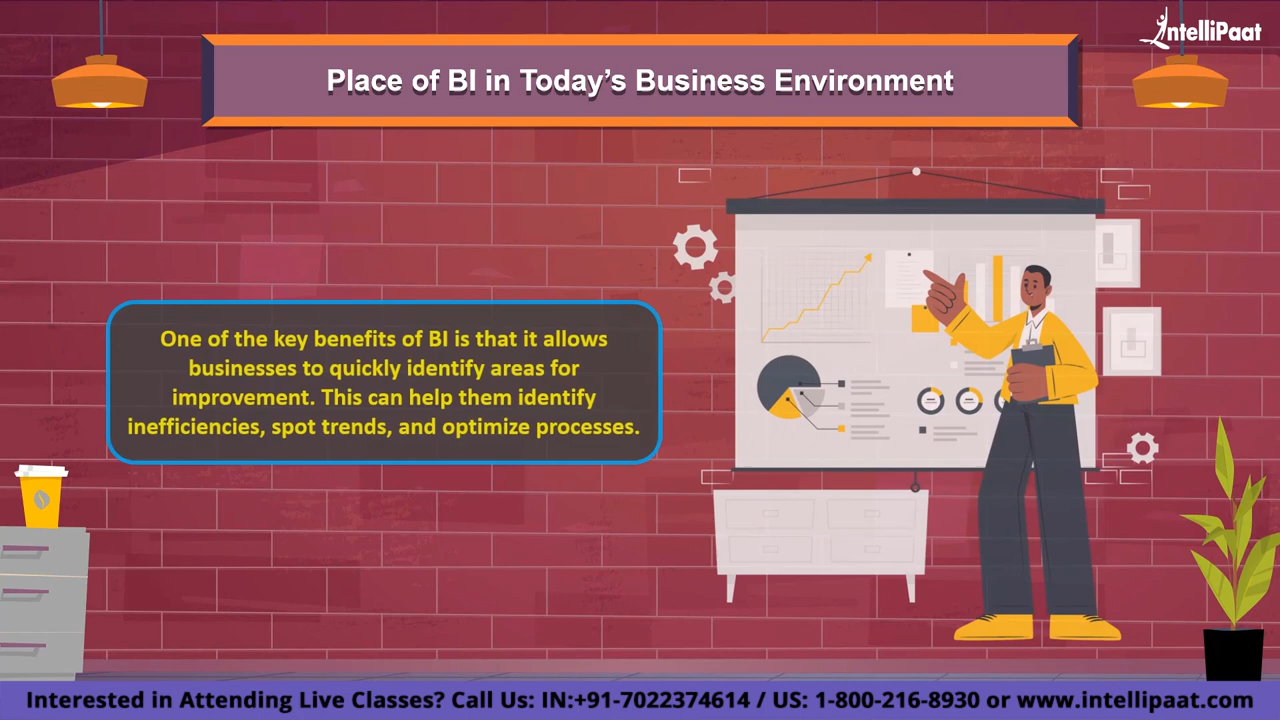 IntelliPaat
Place of BI in Today's Business Environment
One of the key benefits of BI is that it allows
businesses to quickly identify areas for
improvement. This can help them identify
inefficiencies, spot trends, and optimize processes.
Interested in Attending Live Classes? Call Us: IN:+91-7022374614 / US: 1-800-216-8930 or www.intellipaat.com